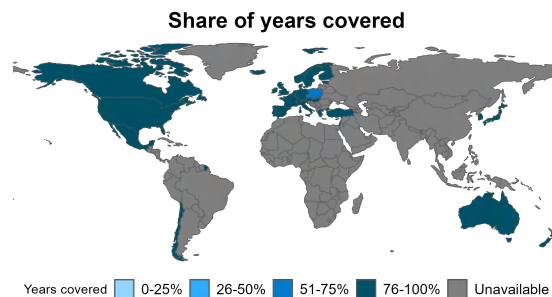 Share of years covered
Years covered 0-25% 26-50% 51-75% 76-100% Unavailable